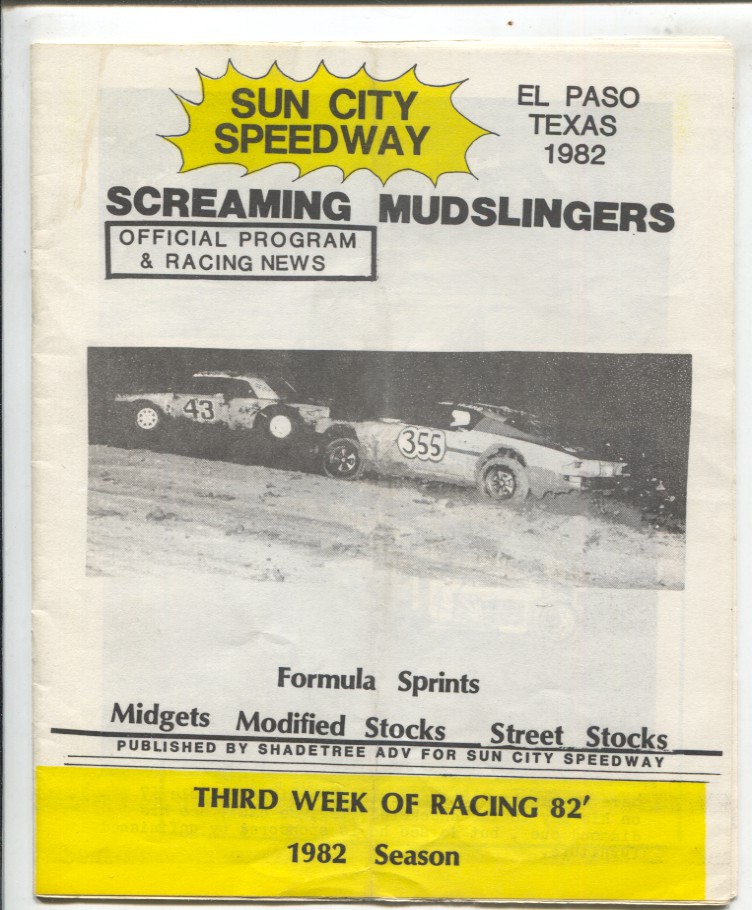 SUN CITY
SPEEDWAY
EL PASO
TEXAS
1982
SCREAMING MUDSLINGERS
OFFICIAL PROGRAM
& RACING NEWS
43
355
Formula Sprints
Midgets Modified Stocks Street Stocks
PUBLISHED BY SHADETREE ADV FOR SUN CITY SPEEDWAY
THIRD WEEK OF RACING 82'
1982 Season